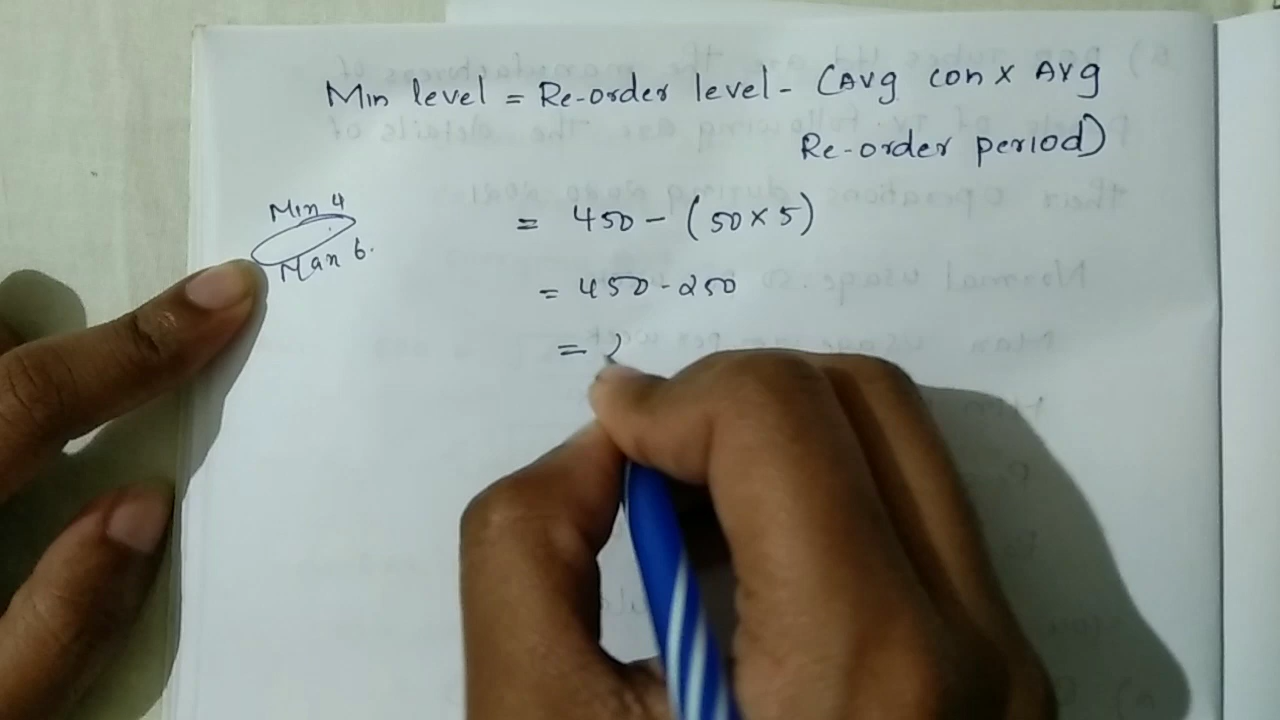 Min level = Re-order level - (Avg con x Avg
Re-order period)
Min 4
Max 6.
= 450 - (50 x 5)
= 450 - 250
= 2